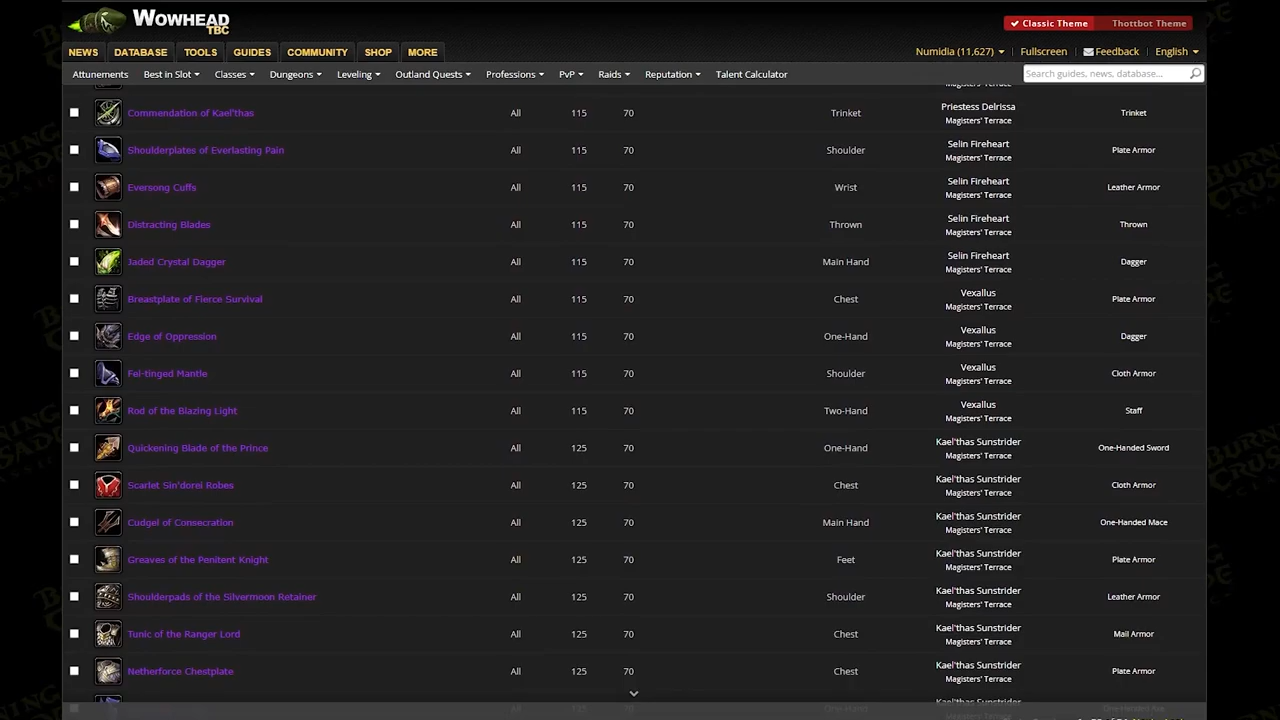 WOWHEAD
TBC
Classic Theme Thottbot Theme
NEWS DATABASE TOOLS GUIDES COMMUNITY SHOP MORE
Numidia (11,627) Fullscreen Feedback English
Attunements Best in Slot Classes Dungeons Leveling Outland Quests Professions PvP Raids Reputation Talent Calculator
Search guides, news, database...
Magisters' Terrace
Commendation of Kael'thas All 115 70 Trinket Priestess Delrissa Trinket
Magisters' Terrace
Shoulderplates of Everlasting Pain All 115 70 Shoulder Selin Fireheart Plate Armor
Magisters' Terrace
Eversong Cuffs All 115 70 Wrist Selin Fireheart Leather Armor
Magisters' Terrace
Distracting Blades All 115 70 Thrown Selin Fireheart Thrown
Magisters' Terrace
Jaded Crystal Dagger All 115 70 Main Hand Selin Fireheart Dagger
Magisters' Terrace
Breastplate of Fierce Survival All 115 70 Chest Vexallus Plate Armor
Magisters' Terrace
Edge of Oppression All 115 70 One-Hand Vexallus Dagger
Magisters' Terrace
Fel-tinged Mantle All 115 70 Shoulder Vexallus Cloth Armor
Magisters' Terrace
Rod of the Blazing Light All 115 70 Two-Hand Vexallus Staff
Magisters' Terrace
Quickening Blade of the Prince All 125 70 One-Hand Kael'thas Sunstrider One-Handed Sword
Magisters' Terrace
Scarlet Sin'dorei Robes All 125 70 Chest Kael'thas Sunstrider Cloth Armor
Magisters' Terrace
Cudgel of Consecration All 125 70 Main Hand Kael'thas Sunstrider One-Handed Mace
Magisters' Terrace
Greaves of the Penitent Knight All 125 70 Feet Kael'thas Sunstrider Plate Armor
Magisters' Terrace
Shoulderpads of the Silvermoon Retainer All 125 70 Shoulder Kael'thas Sunstrider Leather Armor
Magisters' Terrace
Tunic of the Ranger Lord All 125 70 Chest Kael'thas Sunstrider Mail Armor
Magisters' Terrace
Netherforce Chestplate All 125 70 Chest Kael'thas Sunstrider Plate Armor
Magisters' Terrace
Kael'thas Sunstrider